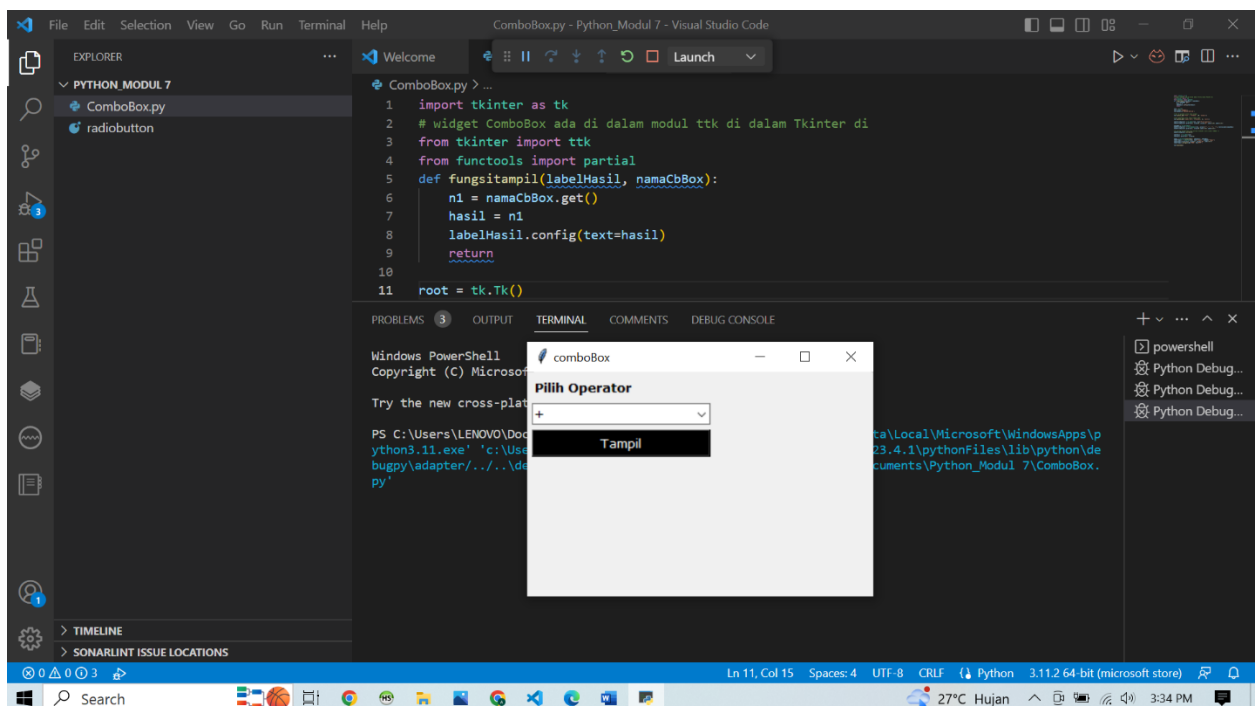 File Edit Selection View Go Run Terminal Help ComboBox.py - Python_Modul 7 - Visual Studio Code
EXPLORER
PYTHON_MODUL 7
ComboBox.py
radiobutton
3
Welcome
Launch
ComboBox.py > ...
1 import tkinter as tk
2 # widget ComboBox ada di dalam modul ttk di dalam Tkinter di
3 from tkinter import ttk
4 from functools import partial
5 def fungsitampil(labelHasil, namaCbBox):
6 n1 = namaCbBox.get()
7 hasil = n1
8 labelHasil.config(text=hasil)
9 return
10
11 root = tk.Tk()
PROBLEMS 3 OUTPUT TERMINAL COMMENTS DEBUG CONSOLE
Windows PowerShell
Copyright (C) Microsof
Try the new cross-plat
PS C:\Users\LENOVO\Doc ta\Local\Microsoft\WindowsApps\p
ython3.11.exe' 'c:\Use 23.4.1\pythonFiles\lib\python\de
bugpy\adapter/../..\de cuments\Python_Modul 7\ComboBox.
py'
comboBox
Pilih Operator
+
Tampil
powershell
Python Debug...
Python Debug...
Python Debug...
1
TIMELINE
SONARLINT ISSUE LOCATIONS
0 0 3 Ln 11, Col 15 Spaces: 4 UTF-8 CRLF Python 3.11.2 64-bit (microsoft store)
Search HS W 27°C Hujan 3:34 PM